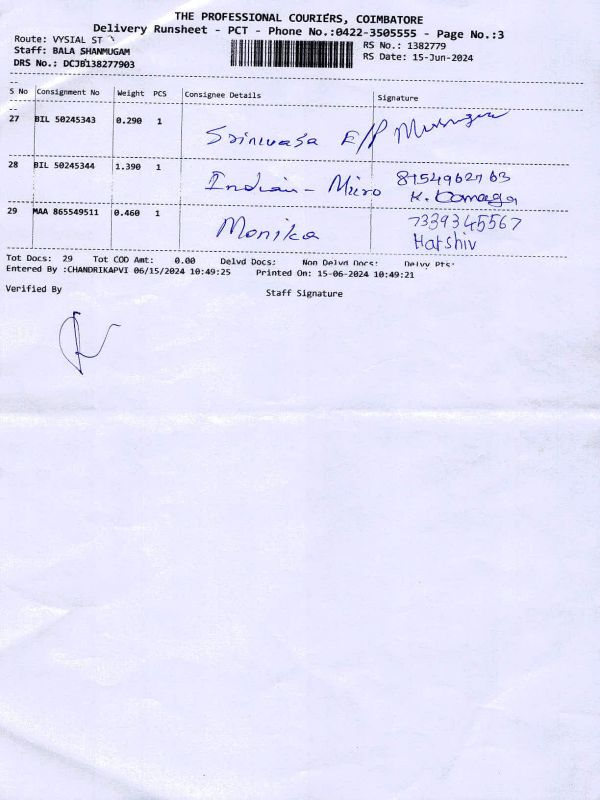 THE PROFESSIONAL COURIERS, COIMBATORE
Delivery Runsheet - PCT - Phone No.:0422-3505555 - Page No.:3
Route: VYSIAL ST
RS No.: 1382779
Staff: BALA SHANMUGAM
RS Date: 15-Jun-2024
DRS No.: DCJB138277903
S No Consignment No Weight PCS Consignee Details Signature
27 BIL 50245343 0.290 1 Srinivasa E/P
28 BIL 50245344 1.390 1 Indian - Micro
K.
29 MAA 865549511 0.460 1 Monika 7339345567
Harshiv
Tot Docs: 29 Tot COD Amt: 0.00 Delvd Docs: Non Delvd Docs: Delvy Pts:
Entered By :CHANDRIKAPVI 06/15/2024 10:49:25 Printed On: 15-06-2024 10:49:21
Verified By Staff Signature